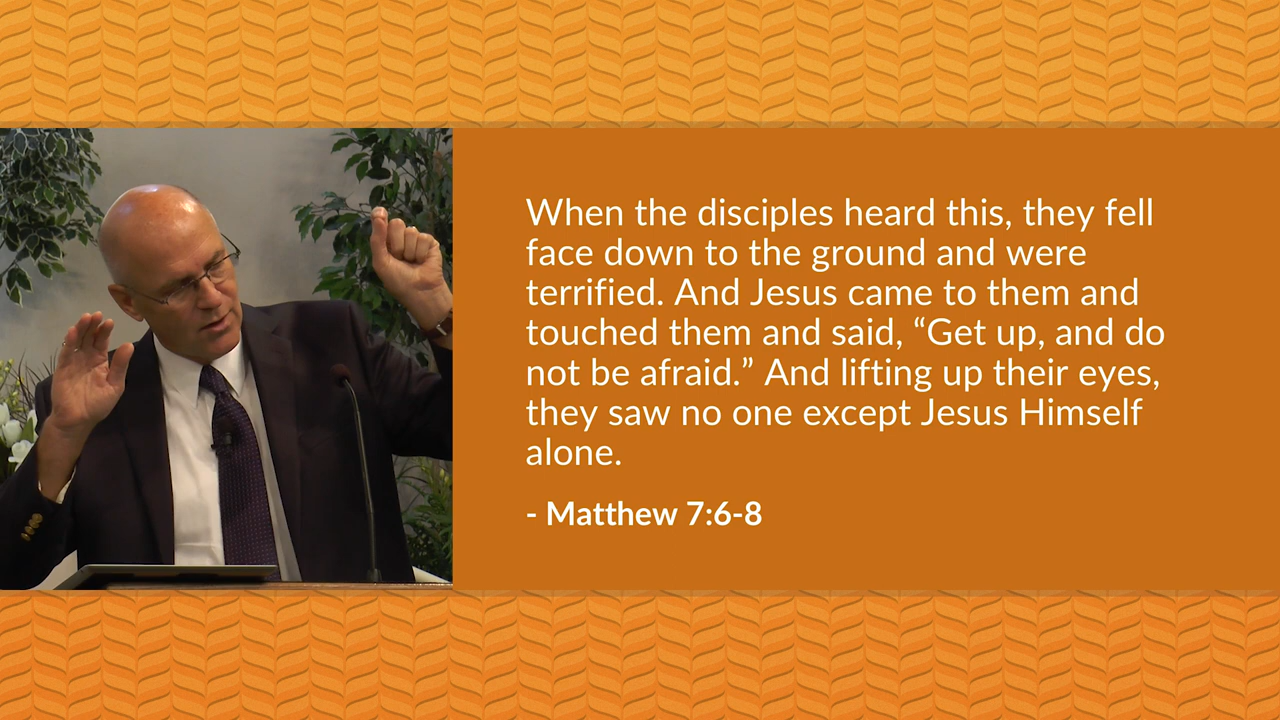 When the disciples heard this, they fell
face down to the ground and were
terrified. And Jesus came to them and
touched them and said, “Get up, and do
not be afraid.” And lifting up their eyes,
they saw no one except Jesus Himself
alone.
- Matthew 7:6-8